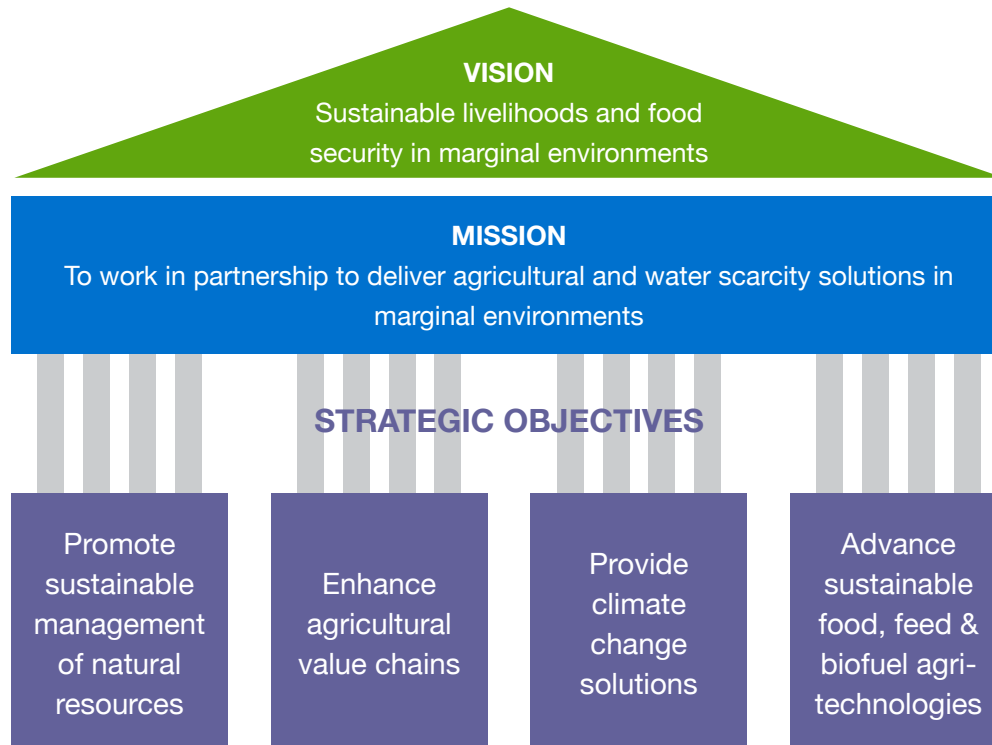 VISION
Sustainable livelihoods and food
security in marginal environments
MISSION
To work in partnership to deliver agricultural and water scarcity solutions in
marginal environments
STRATEGIC OBJECTIVES
Promote
sustainable
management
of natural
resources
Enhance
agricultural
value chains
Provide
climate
change
solutions
Advance
sustainable
food, feed &
biofuel agri-
technologies